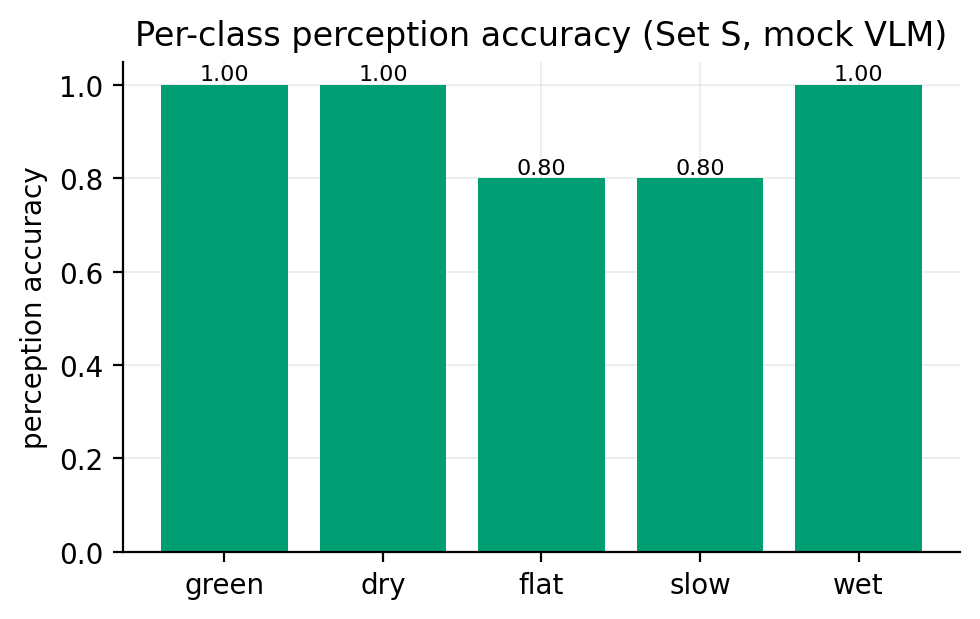 Per-class perception accuracy (Set S, mock VLM)
perception accuracy
1.0
0.8
0.6
0.4
0.2
0.0
1.00
1.00
0.80
0.80
1.00
green
dry
flat
slow
wet